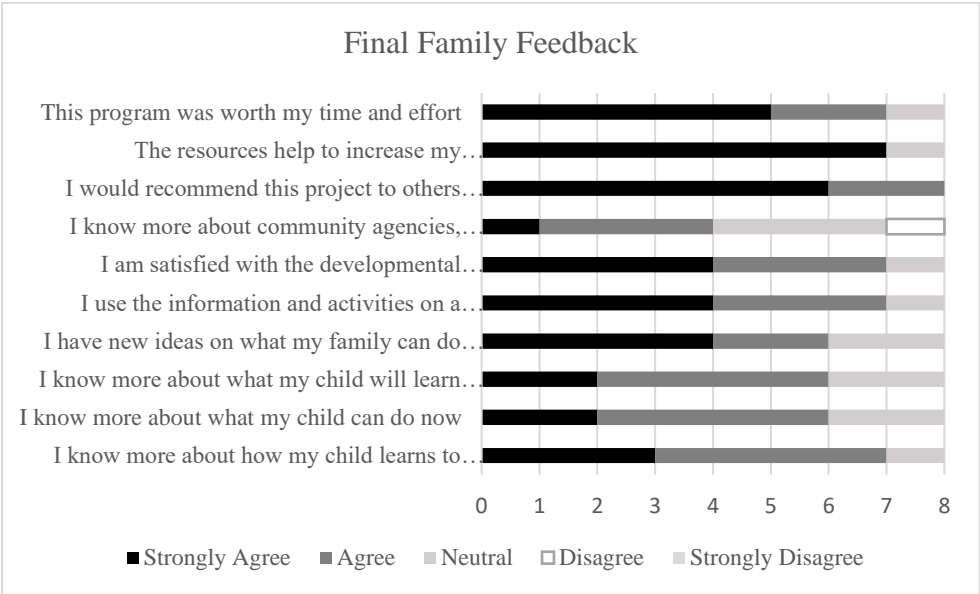 Final Family Feedback
This program was worth my time and effort
The resources help to increase my…
I would recommend this project to others…
I know more about community agencies,…
I am satisfied with the developmental…
I use the information and activities on a…
I have new ideas on what my family can do…
I know more about what my child will learn…
I know more about what my child can do now
I know more about how my child learns to…
0 1 2 3 4 5 6 7 8
Strongly Agree Agree Neutral Disagree Strongly Disagree